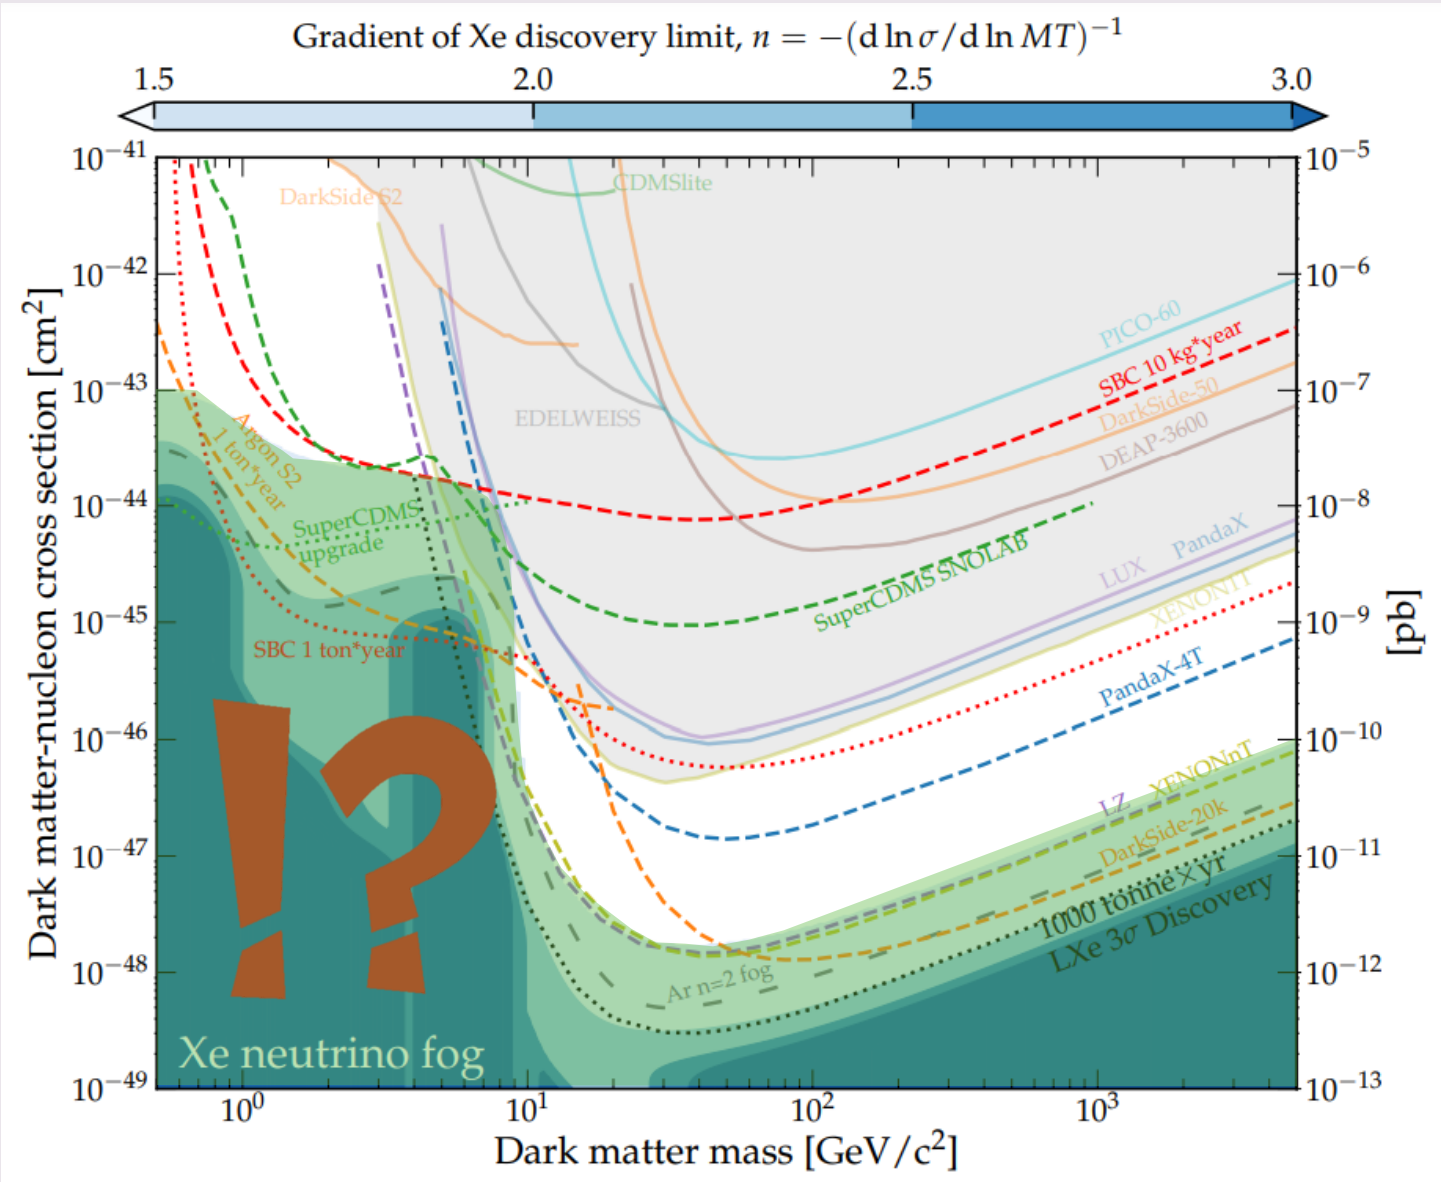 Gradient of Xe discovery limit, n = −(d ln σ/d ln MT)⁻¹
1.5 2.0 2.5 3.0
10⁻⁴¹
10⁻⁴²
10⁻⁴³
10⁻⁴⁴
10⁻⁴⁵
10⁻⁴⁶
10⁻⁴⁷
10⁻⁴⁸
10⁻⁴⁹
Dark matter-nucleon cross section [cm²]
DarkSide S2
CDMSlite
EDELWEISS
PICO-60
SBC 10 kg*year
DarkSide-50
DEAP-3600
Argon S2
1 ton*year
SuperCDMS
upgrade
SuperCDMS SNOLAB
LUX
PandaX
XENON1T
SBC 1 ton*year
PandaX-4T
LZ
XENONnT
DarkSide-20k
1000 tonne×yr
LXe 3σ Discovery
Ar n=2 fog
!?
Xe neutrino fog
10⁻⁵
10⁻⁶
10⁻⁷
10⁻⁸
10⁻⁹
10⁻¹⁰
10⁻¹¹
10⁻¹²
10⁻¹³
[pb]
10⁰ 10¹ 10² 10³
Dark matter mass [GeV/c²]